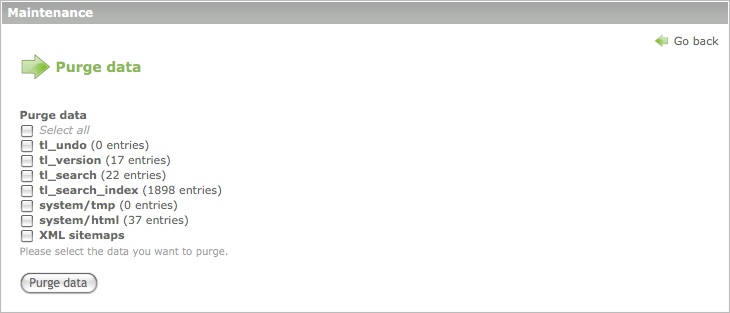 Maintenance
Go back
Purge data
Purge data
Select all
tl_undo (0 entries)
tl_version (17 entries)
tl_search (22 entries)
tl_search_index (1898 entries)
system/tmp (0 entries)
system/html (37 entries)
XML sitemaps
Please select the data you want to purge.
Purge data